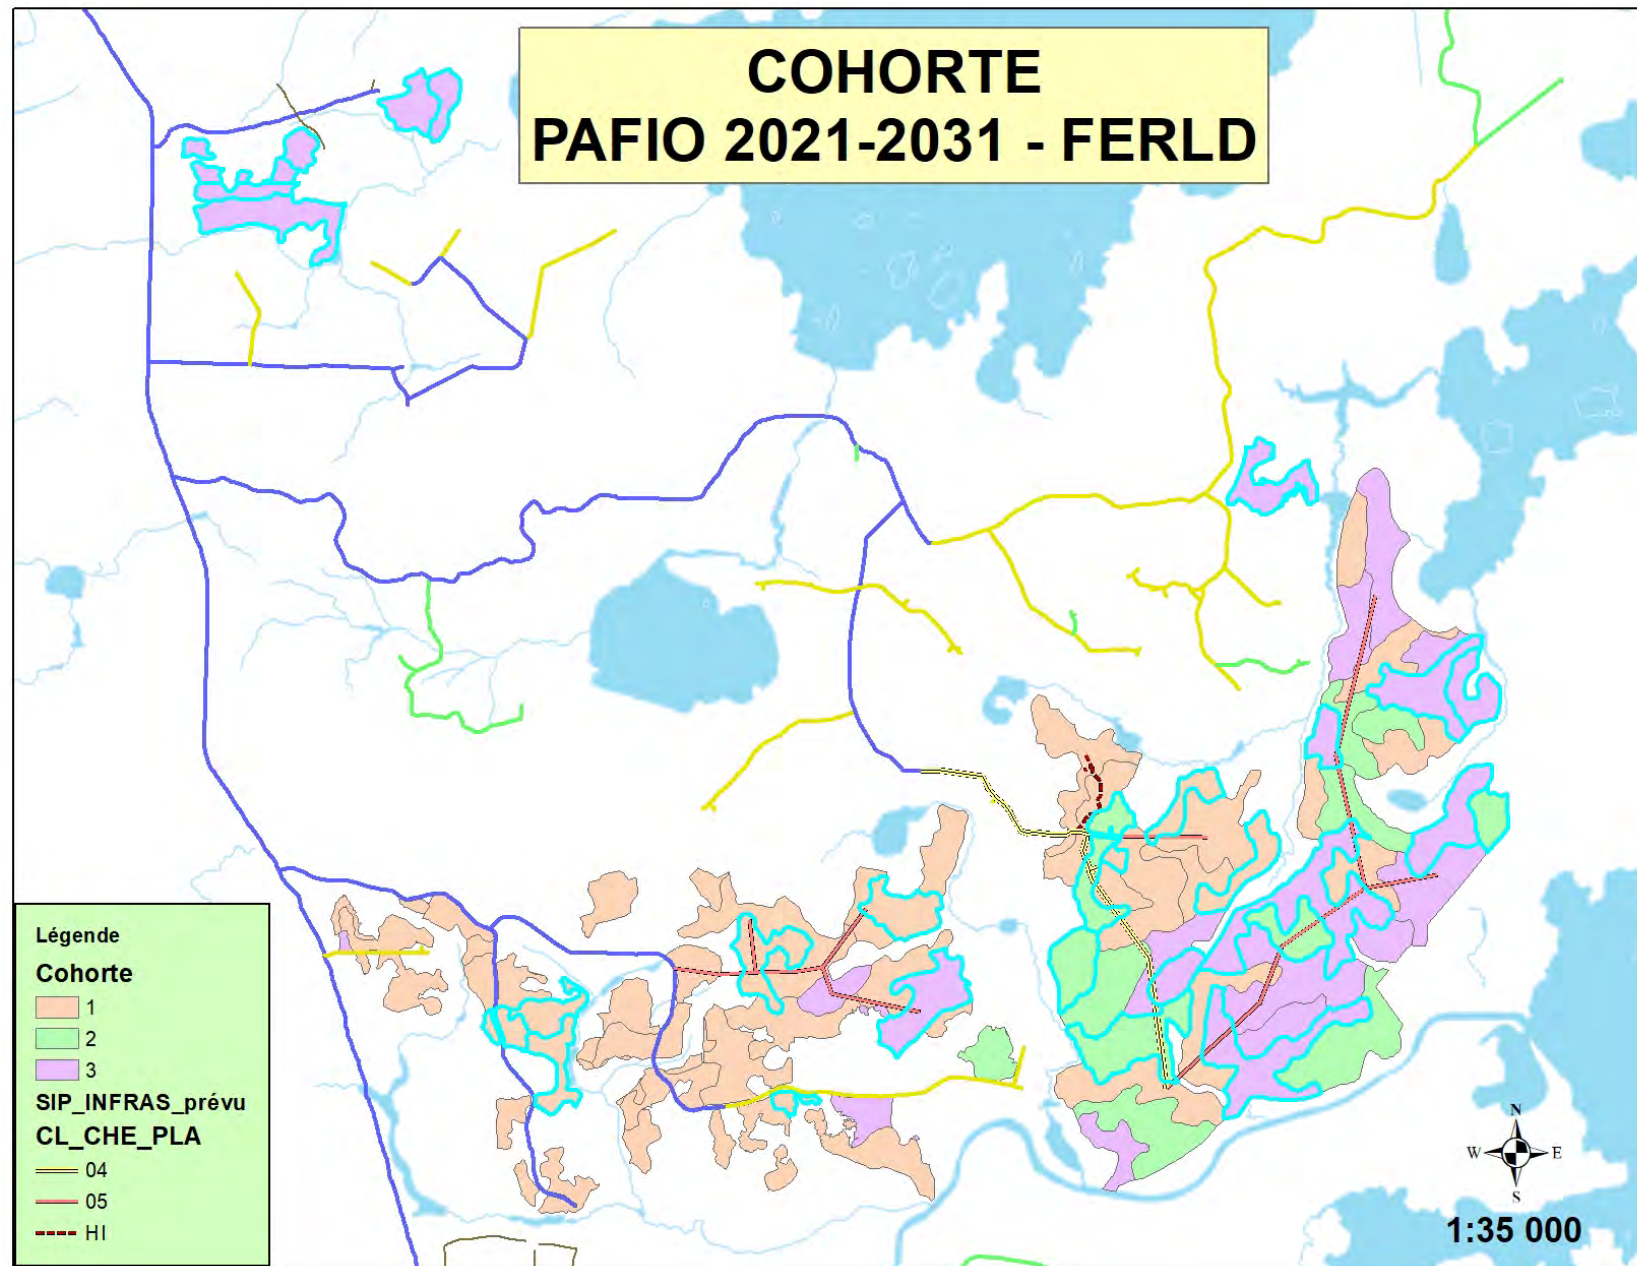 COHORTE
PAFIO 2021-2031 - FERLD
Légende
Cohorte
1
2
3
SIP_INFRAS_prévu
CL_CHE_PLA
04
05
HI
N
W E
S
1:35 000